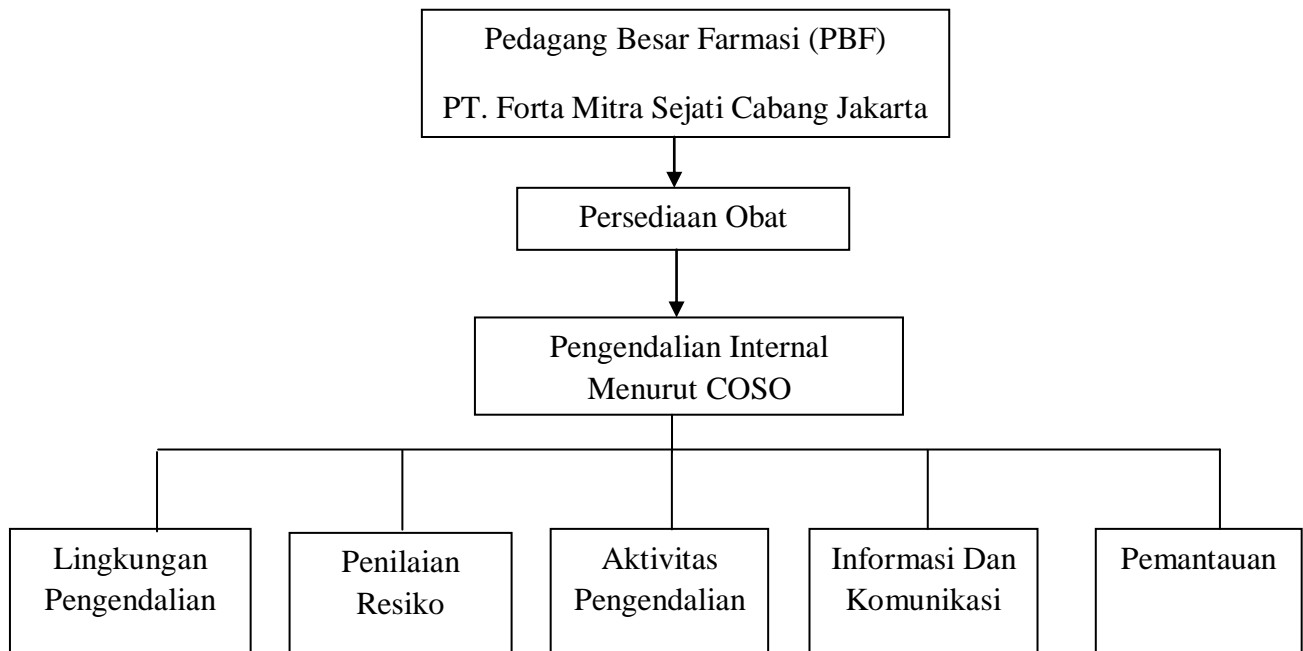 Pedagang Besar Farmasi (PBF)
PT. Forta Mitra Sejati Cabang Jakarta
Persediaan Obat
Pengendalian Internal
Menurut COSO
Lingkungan
Pengendalian
Penilaian
Resiko
Aktivitas
Pengendalian
Informasi Dan
Komunikasi
Pemantauan